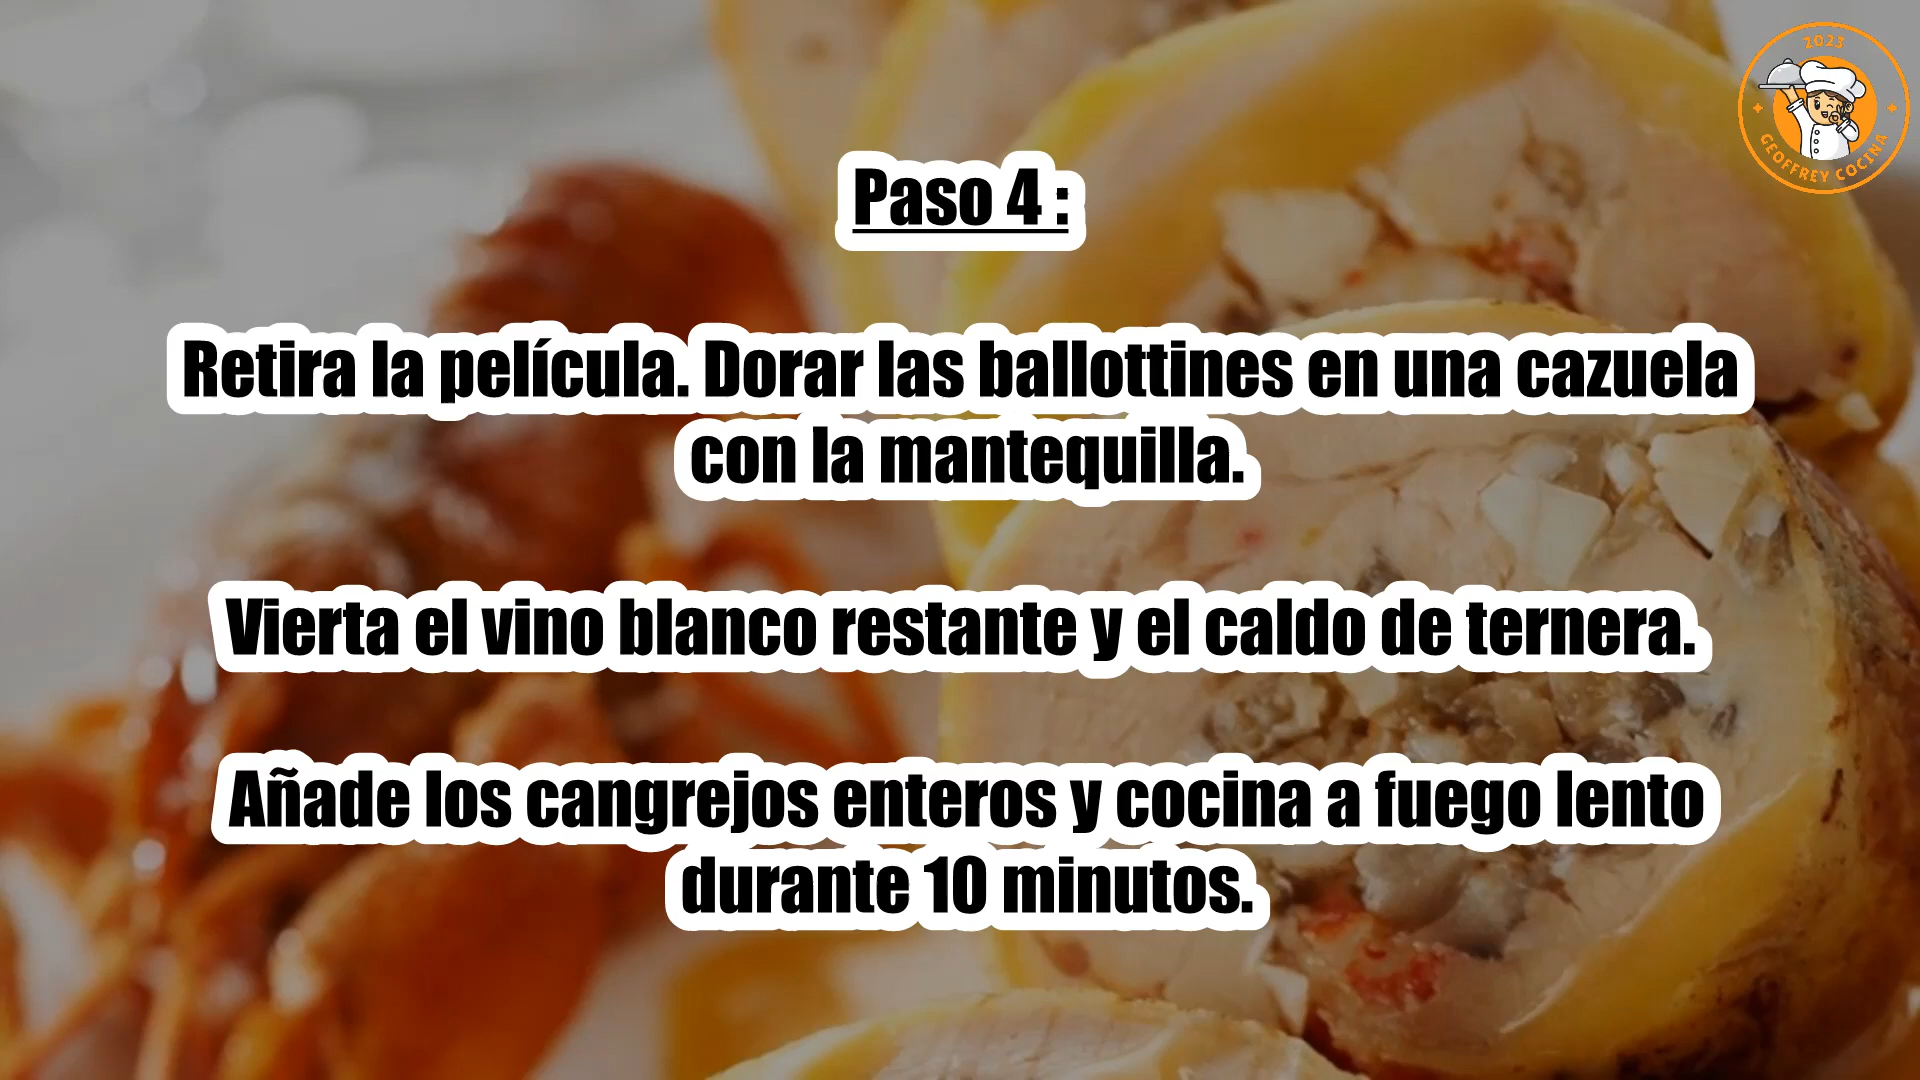 2023
GEOFFREY COCINA
Paso 4 :
Retira la película. Dorar las ballottines en una cazuela
con la mantequilla.
Vierta el vino blanco restante y el caldo de ternera.
Añade los cangrejos enteros y cocina a fuego lento
durante 10 minutos.